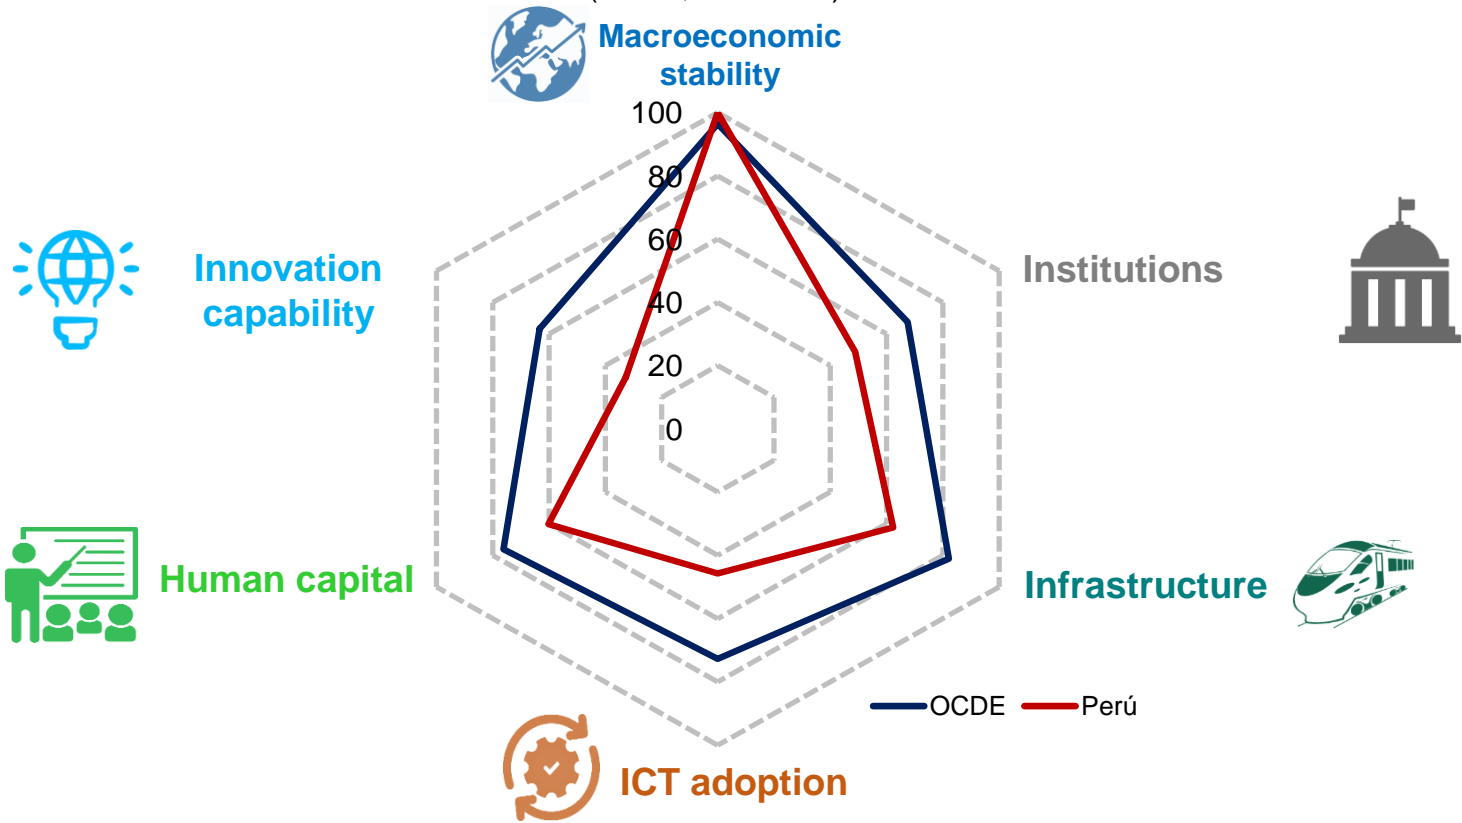 Macroeconomic
stability
100
80
60
40
20
0
Innovation
capability
Institutions
Human capital
Infrastructure
OCDE
Perú
ICT adoption